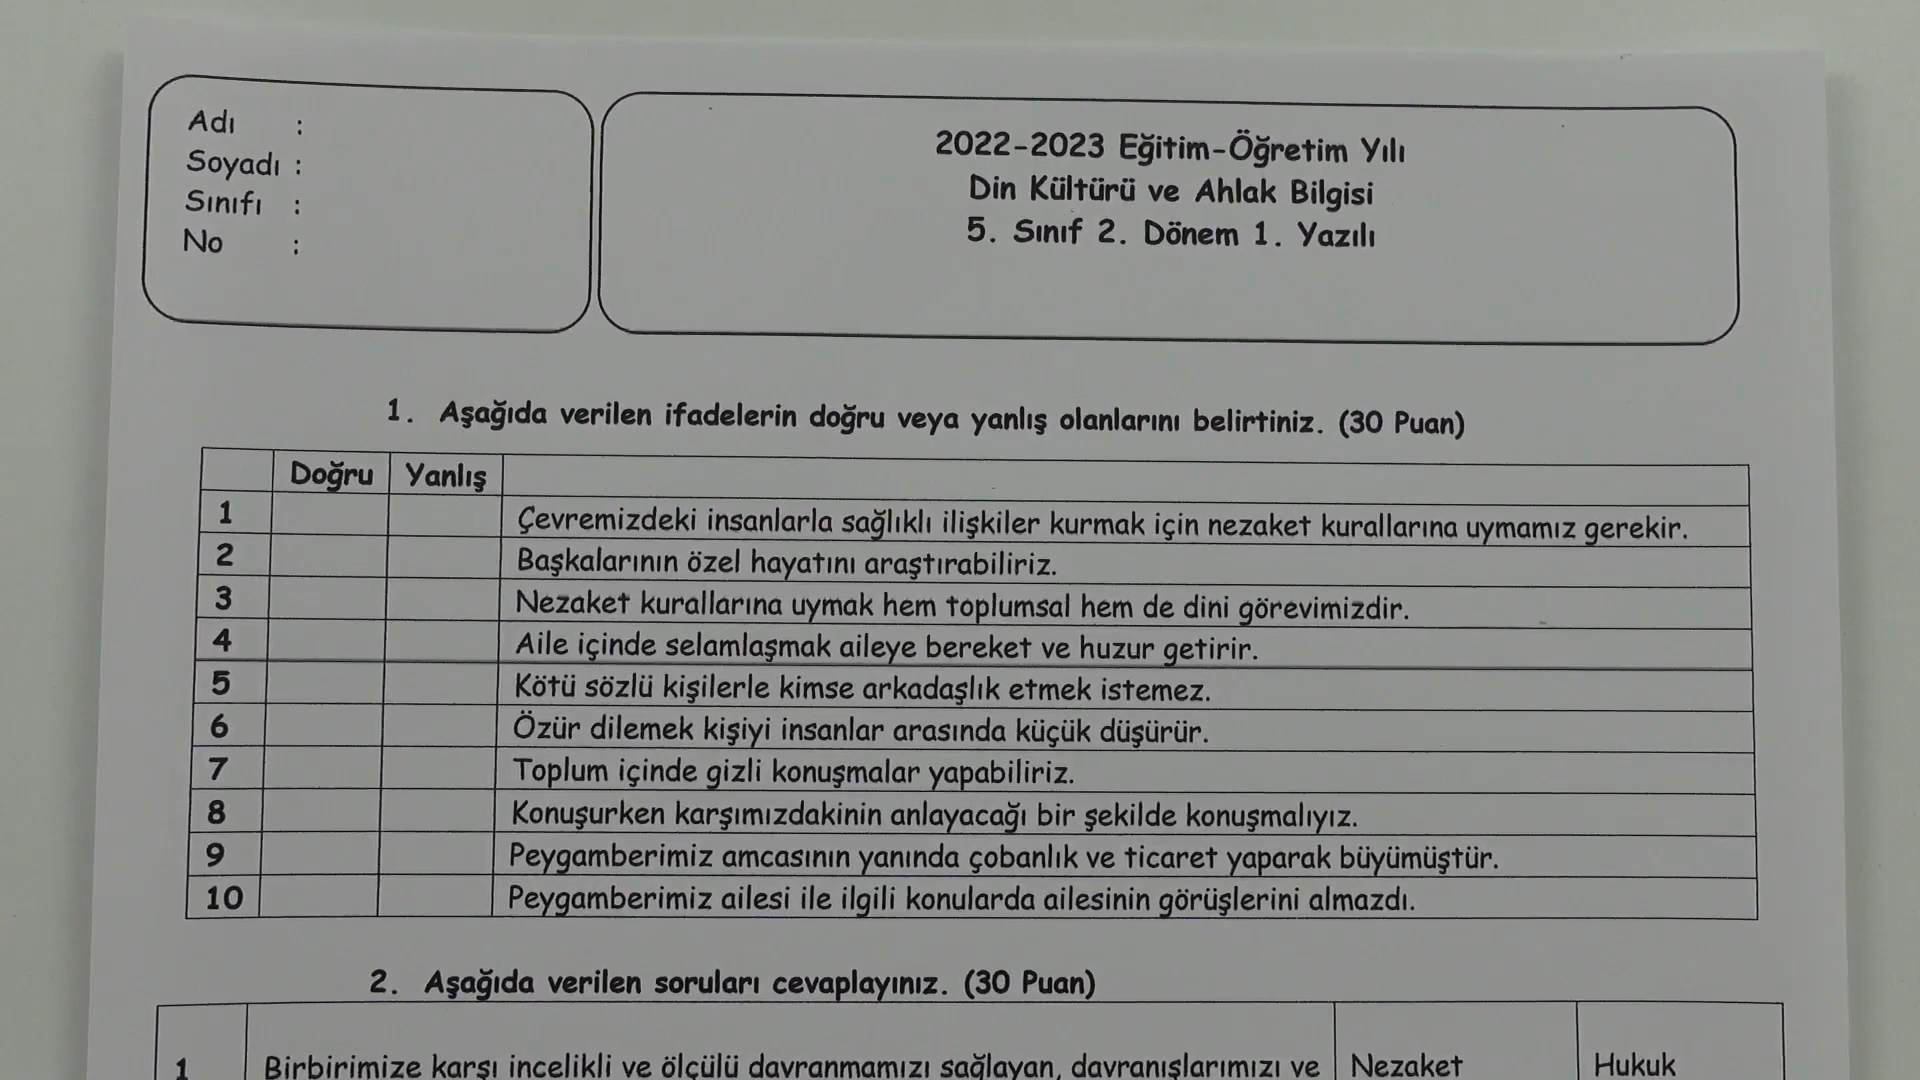 Adı :
Soyadı :
Sınıfı :
No :
2022-2023 Eğitim-Öğretim Yılı
Din Kültürü ve Ahlak Bilgisi
5. Sınıf 2. Dönem 1. Yazılı
1. Aşağıda verilen ifadelerin doğru veya yanlış olanlarını belirtiniz. (30 Puan)
Doğru Yanlış
1 Çevremizdeki insanlarla sağlıklı ilişkiler kurmak için nezaket kurallarına uymamız gerekir.
2 Başkalarının özel hayatını araştırabiliriz.
3 Nezaket kurallarına uymak hem toplumsal hem de dini görevimizdir.
4 Aile içinde selamlaşmak aileye bereket ve huzur getirir.
5 Kötü sözlü kişilerle kimse arkadaşlık etmek istemez.
6 Özür dilemek kişiyi insanlar arasında küçük düşürür.
7 Toplum içinde gizli konuşmalar yapabiliriz.
8 Konuşurken karşımızdakinin anlayacağı bir şekilde konuşmalıyız.
9 Peygamberimiz amcasının yanında çobanlık ve ticaret yaparak büyümüştür.
10 Peygamberimiz ailesi ile ilgili konularda ailesinin görüşlerini almazdı.
2. Aşağıda verilen soruları cevaplayınız. (30 Puan)
1 Birbirimize karşı incelikli ve ölçülü davranmamızı sağlayan, davranışlarımızı ve Nezaket Hukuk